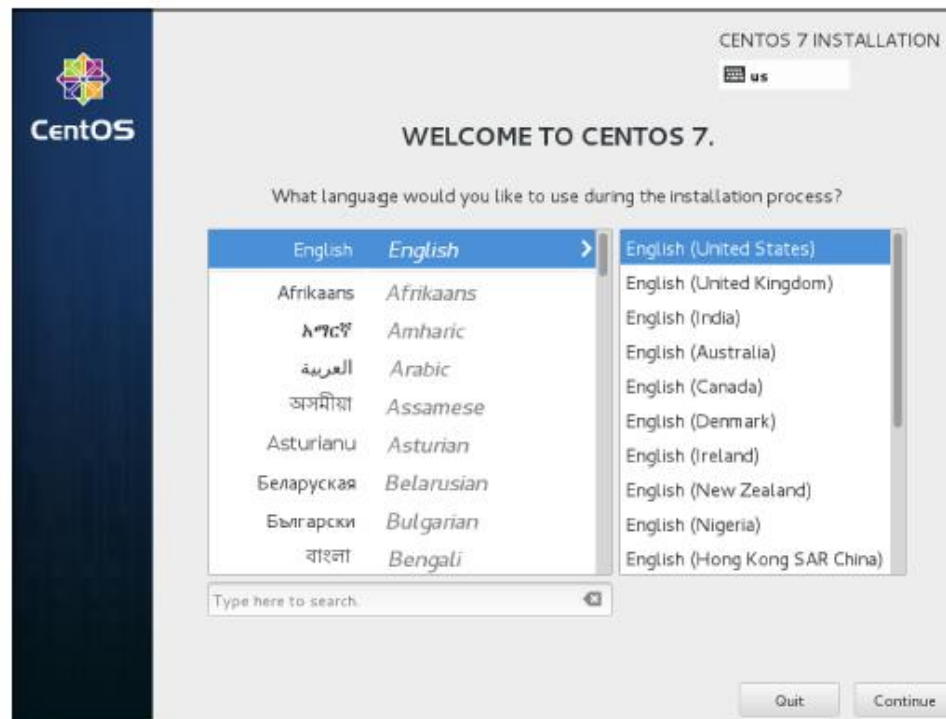 CENTOS 7 INSTALLATION
us
CentOS
WELCOME TO CENTOS 7.
What language would you like to use during the installation process?
English English
Afrikaans Afrikaans
አማርኛ Amharic
العربية Arabic
অসমীয়া Assamese
Asturianu Asturian
Беларуская Belarusian
Български Bulgarian
বাংলা Bengali
English (United States)
English (United Kingdom)
English (India)
English (Australia)
English (Canada)
English (Denmark)
English (Ireland)
English (New Zealand)
English (Nigeria)
English (Hong Kong SAR China)
Type here to search.
Quit Continue